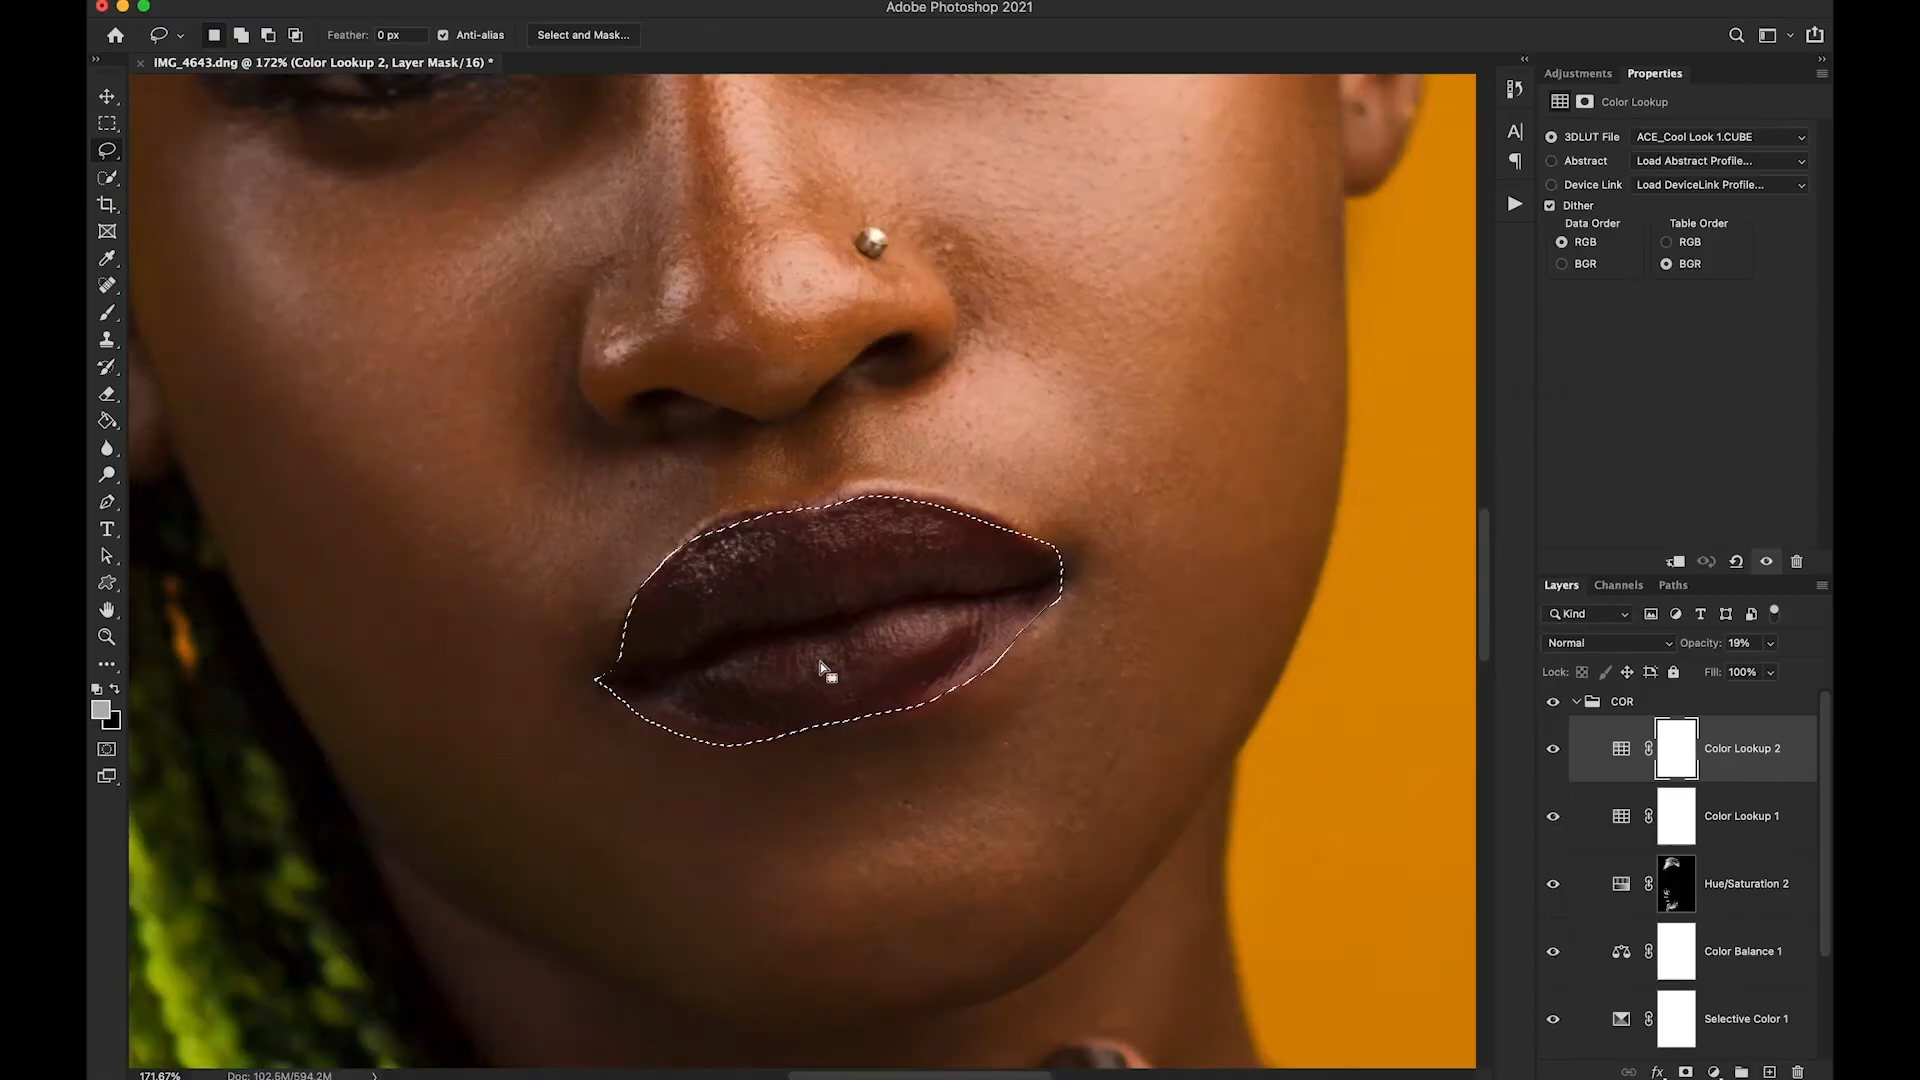 Adobe Photoshop 2021
Feather: 0 px Anti-alias Select and Mask...
IMG_4643.dng @ 172% (Color Lookup 2, Layer Mask/16) *
Adjustments Properties
Color Lookup
3DLUT File ACE_Cool Look 1.CUBE
Abstract Load Abstract Profile...
Device Link Load DeviceLink Profile...
Dither
Data Order Table Order
RGB RGB
BGR BGR
Layers Channels Paths
Kind
Normal Opacity: 19%
Lock: Fill: 100%
COR
Color Lookup 2
Color Lookup 1
Hue/Saturation 2
Color Balance 1
Selective Color 1
fx
171.67% Doc: 102.5M/594.2M